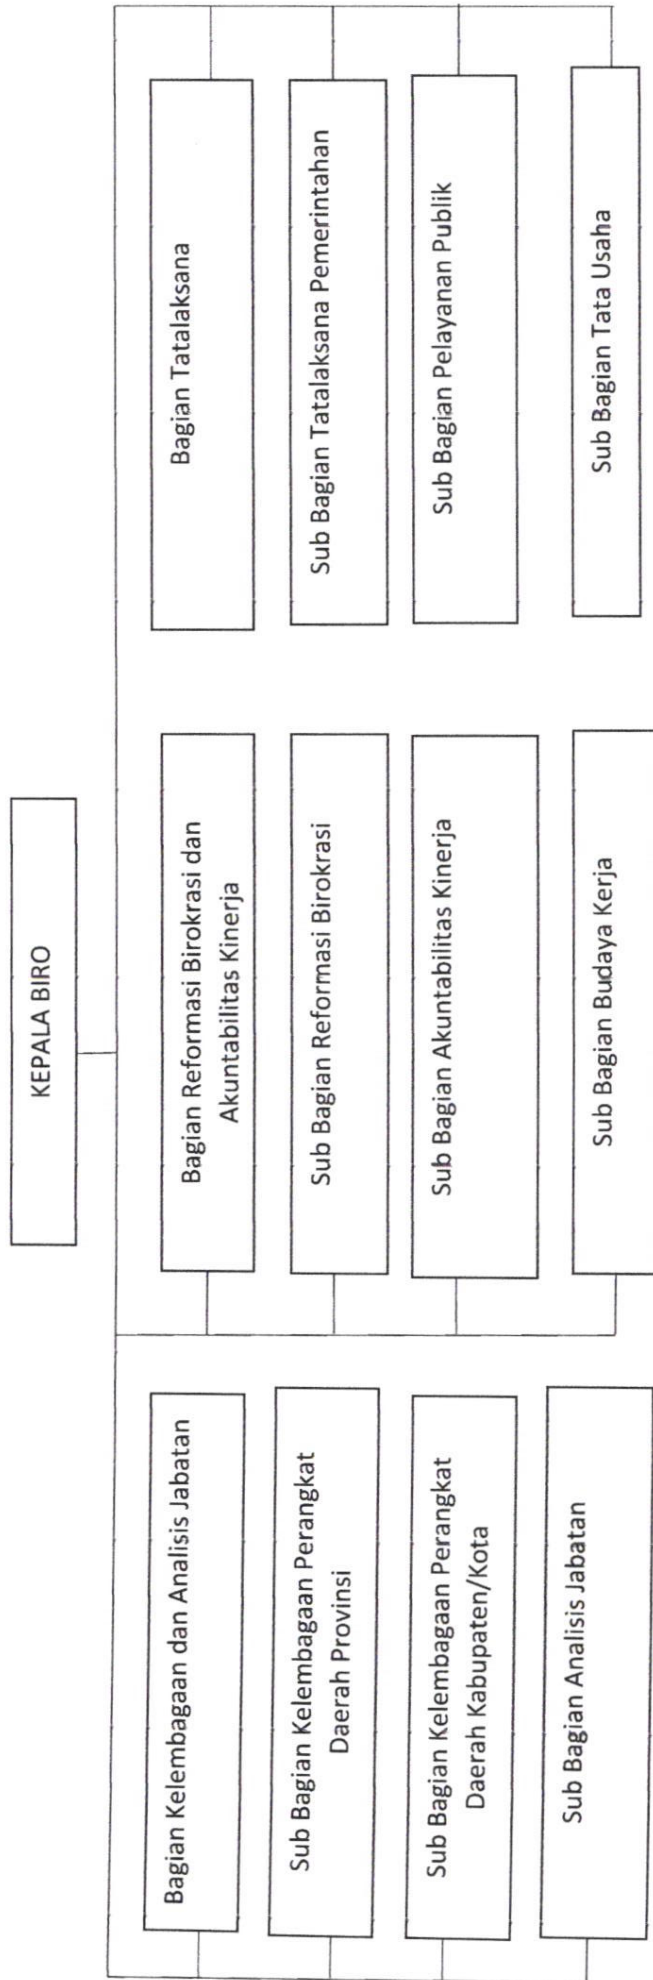 KEPALA BIRO
Bagian Kelembagaan dan Analisis Jabatan
Sub Bagian Kelembagaan Perangkat
Daerah Provinsi
Sub Bagian Kelembagaan Perangkat
Daerah Kabupaten/Kota
Sub Bagian Analisis Jabatan
Bagian Reformasi Birokrasi dan
Akuntabilitas Kinerja
Sub Bagian Reformasi Birokrasi
Sub Bagian Akuntabilitas Kinerja
Sub Bagian Budaya Kerja
Bagian Tatalaksana
Sub Bagian Tatalaksana Pemerintahan
Sub Bagian Pelayanan Publik
Sub Bagian Tata Usaha